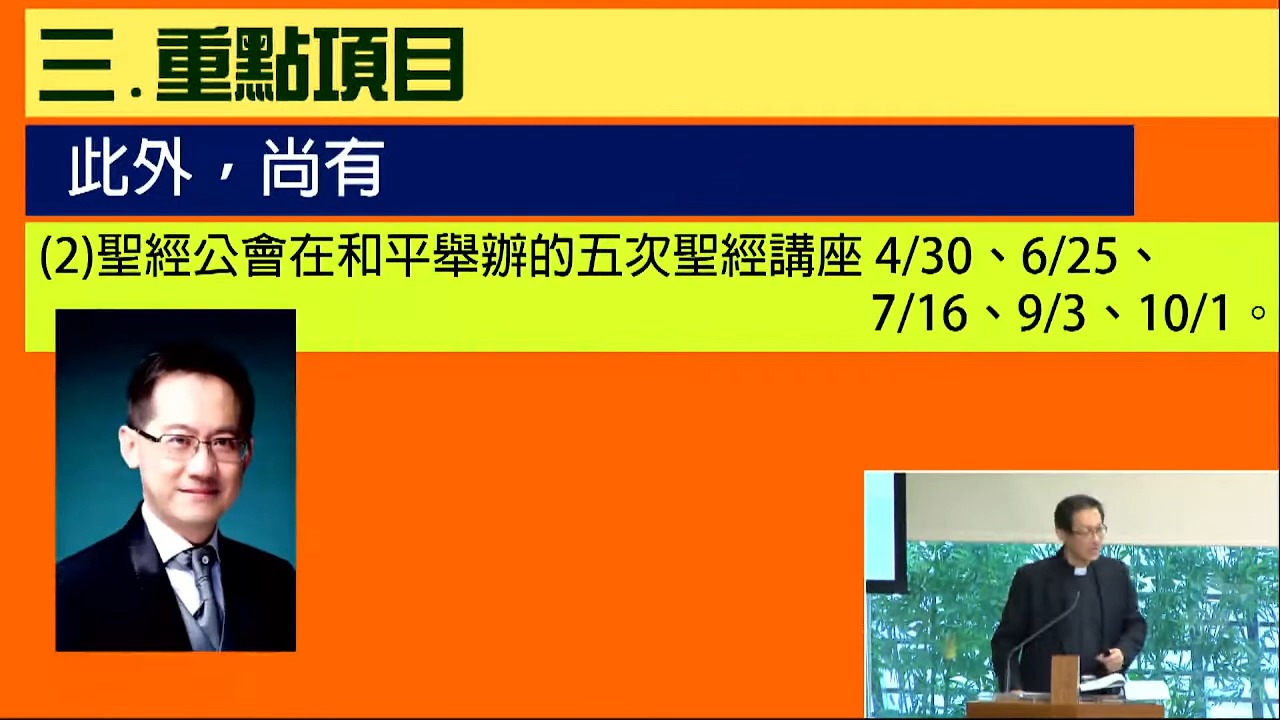 三.重點項目
此外，尚有
(2)聖經公會在和平舉辦的五次聖經講座 4/30、6/25、
7/16、9/3、10/1。